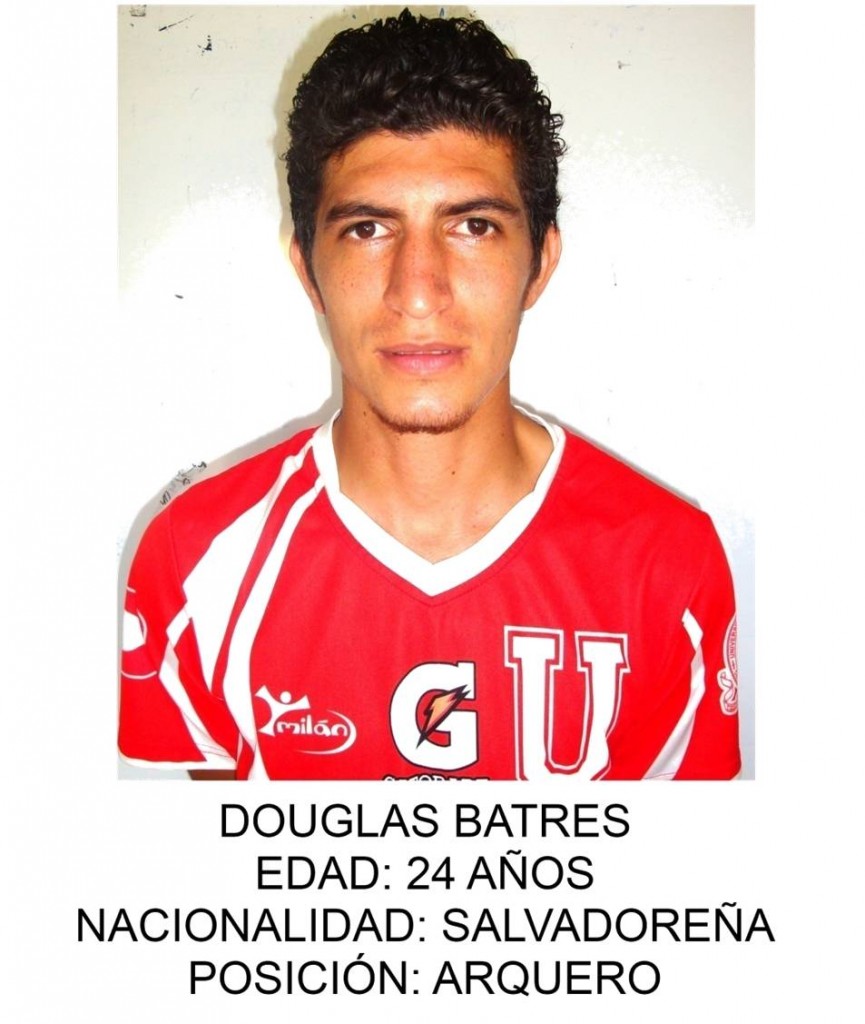 milán
G
U
DOUGLAS BATRES
EDAD: 24 AÑOS
NACIONALIDAD: SALVADOREÑA
POSICIÓN: ARQUERO